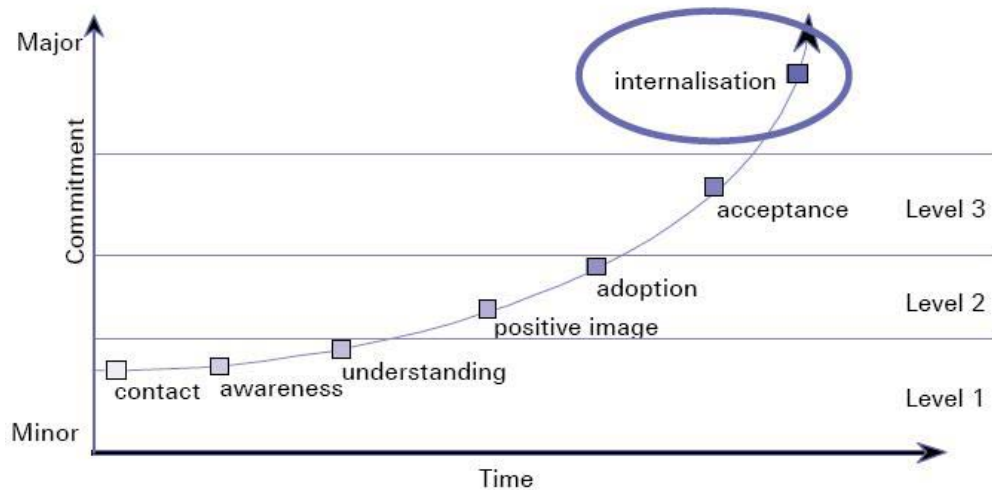 Major
internalisation
Commitment
acceptance
Level 3
adoption
Level 2
positive image
understanding
awareness
contact
Level 1
Minor
Time